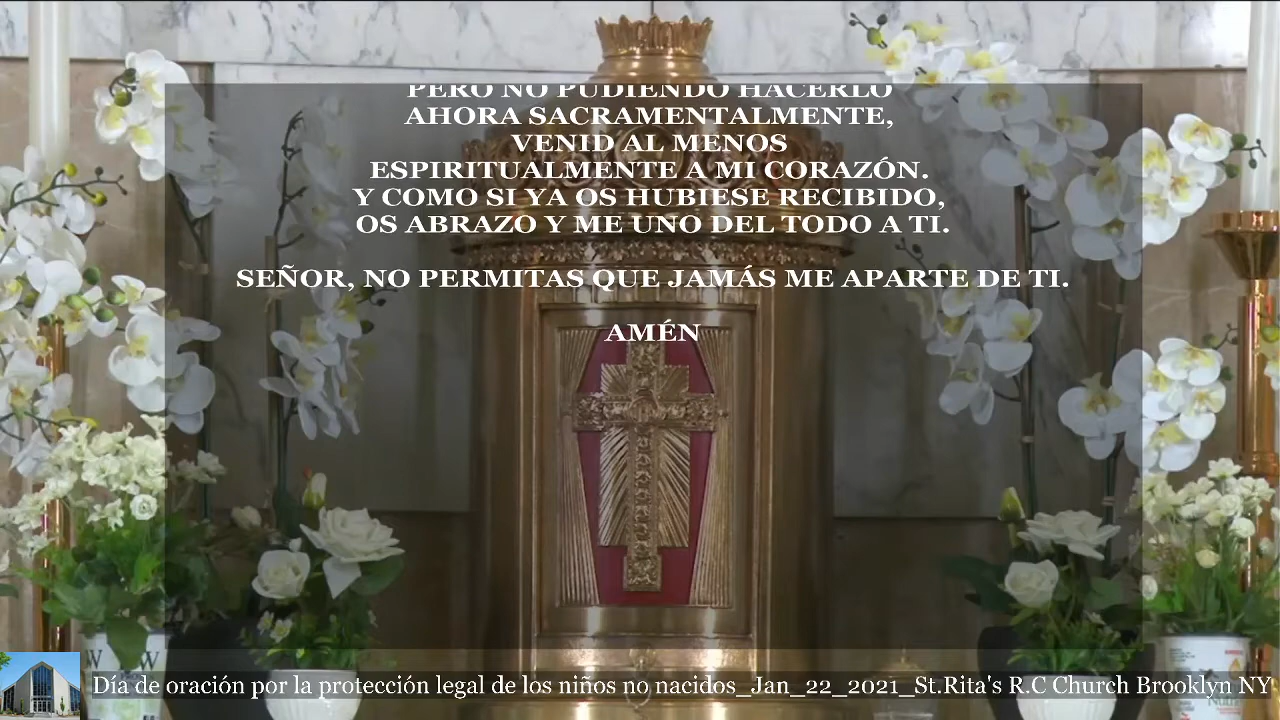 PERO NO PUDIENDO HACERLO
AHORA SACRAMENTALMENTE,
VENID AL MENOS
ESPIRITUALMENTE A MI CORAZÓN.
Y COMO SI YA OS HUBIESE RECIBIDO,
OS ABRAZO Y ME UNO DEL TODO A TI.
SEÑOR, NO PERMITAS QUE JAMÁS ME APARTE DE TI.
AMÉN
Día de oración por la protección legal de los niños no nacidos_Jan_22_2021_St.Rita's R.C Church Brooklyn NY